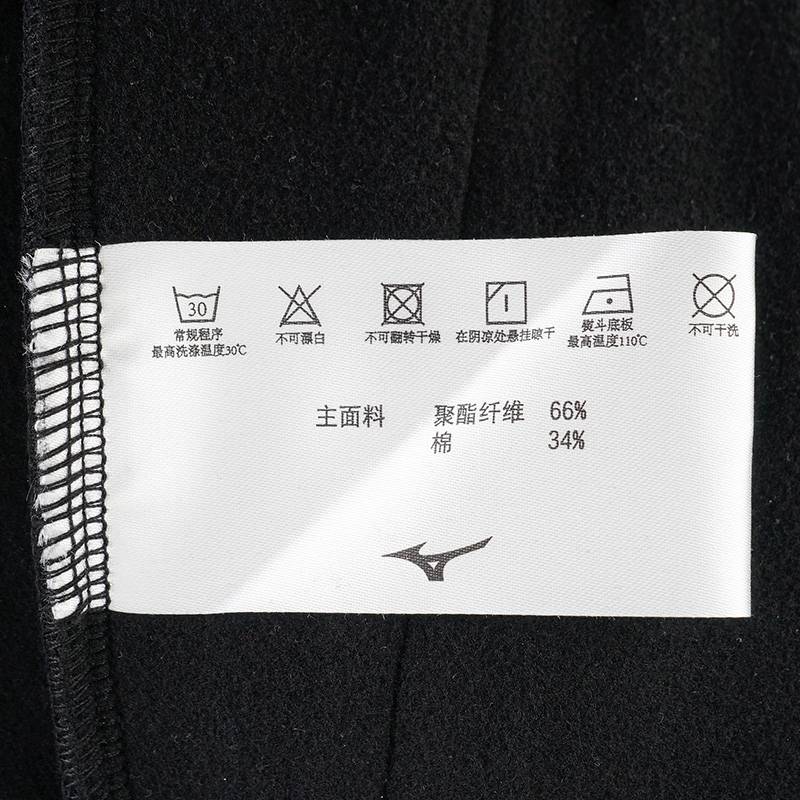 30
常规程序
最高洗涤温度30℃
不可漂白
不可翻转干燥
在阴凉处悬挂晾干
熨斗底板
最高温度110℃
不可干洗
主面料 聚酯纤维 66%
棉 34%